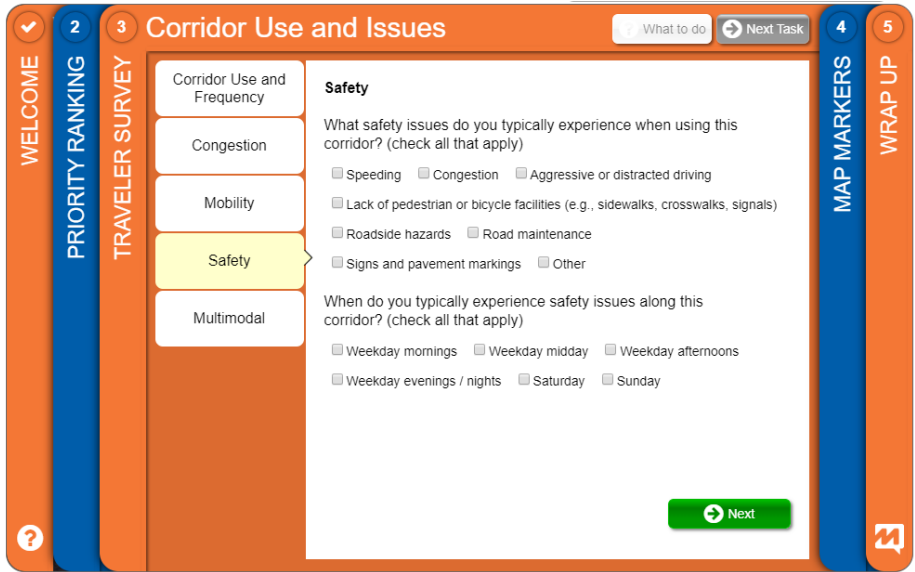 WELCOME
2
PRIORITY RANKING
3
TRAVELER SURVEY
Corridor Use and Issues
? What to do
Next Task
Corridor Use and
Frequency
Congestion
Mobility
Safety
Multimodal
Safety
What safety issues do you typically experience when using this
corridor? (check all that apply)
Speeding Congestion Aggressive or distracted driving
Lack of pedestrian or bicycle facilities (e.g., sidewalks, crosswalks, signals)
Roadside hazards Road maintenance
Signs and pavement markings Other
When do you typically experience safety issues along this
corridor? (check all that apply)
Weekday mornings Weekday midday Weekday afternoons
Weekday evenings / nights Saturday Sunday
Next
4
MAP MARKERS
5
WRAP UP
?